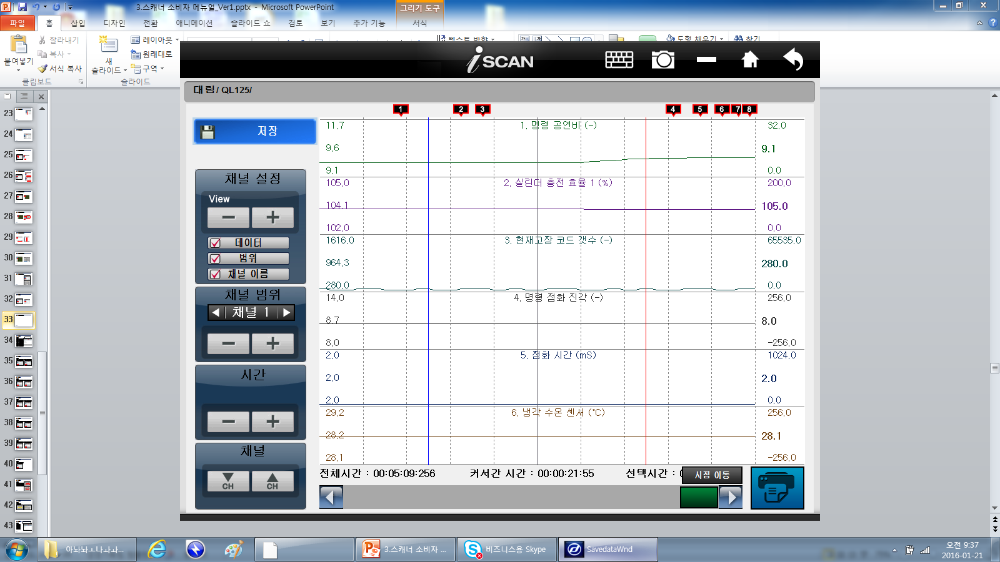 3.스캐너 소비자 메뉴얼_Ver1.pptx - Microsoft PowerPoint
그리기 도구
파일 홈 삽입 디자인 전환 애니메이션 슬라이드 쇼 검토 보기 추가 기능 서식
잘라내기
복사
서식 복사
붙여넣기
클립보드
새
슬라이드
레이아웃
원래대로
구역
슬라이드
텍스트 방향
도형 채우기
찾기
i SCAN
대림/ QL125/
1 2 3 4 5 6 7 8
저장
채널 설정
View
데이터
범위
채널 이름
채널 범위
채널 1
시간
채널
CH CH
11,7 1. 명령 공연비 (-) 32,0
9,6 9.1
9,1 0,0
105,0 2. 실린더 충전 효율 1 (%) 200,0
104,1 105.0
102,0 0,0
1616,0 3. 현재고장 코드 갯수 (-) 65535,0
964,3 280.0
280,0 0,0
14,0 4. 명령 점화 진각 (-) 256,0
8,7 8.0
8,0 -256,0
2,0 5. 점화 시간 (mS) 1024,0
2,0 2.0
2,0 0,0
29,2 6. 냉각 수온 센서 (℃) 256,0
28,2 28.1
28,1 -256,0
전체시간 : 00:05:09:256 커서간 시간 : 00:00:21:55 선택시간 :
시점 이동
23
24
25
26
27
28
29
30
31
32
33
34
35
36
37
38
39
40
41
42
43
3.스캐너 소비자 ...
비즈니스용 Skype
SavedataWnd
오전 9:37
2016-01-21